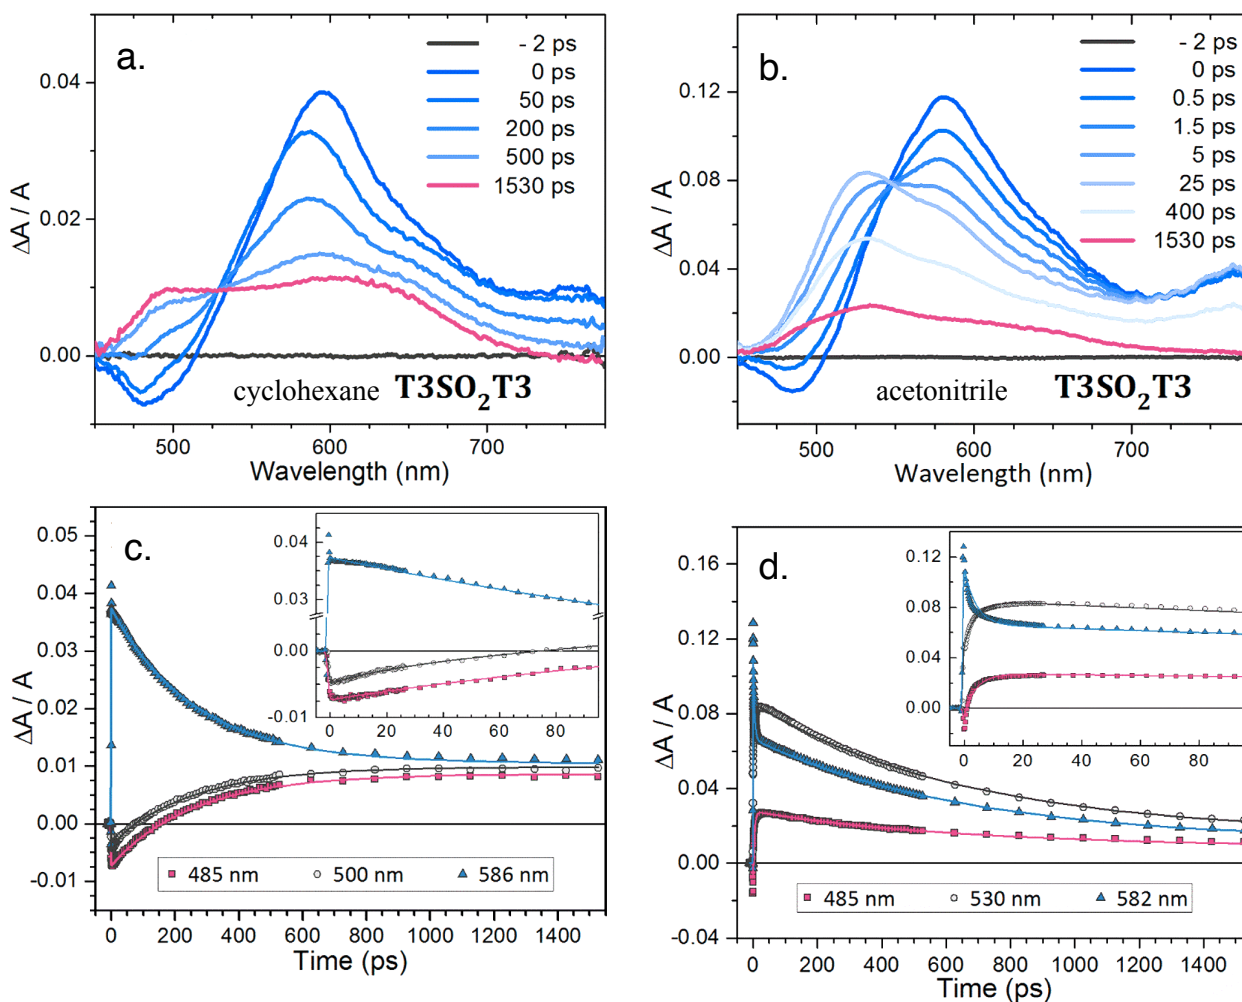 a.
- 2 ps
0 ps
50 ps
200 ps
500 ps
1530 ps
0.04
0.02
0.00
ΔA / A
cyclohexane T3SO₂T3
500 600 700
Wavelength (nm)
b.
- 2 ps
0 ps
0.5 ps
1.5 ps
5 ps
25 ps
400 ps
1530 ps
0.12
0.08
0.04
0.00
ΔA / A
acetonitrile T3SO₂T3
500 600 700
Wavelength (nm)
c.
0.05
0.04
0.03
0.02
0.01
0.00
-0.01
ΔA / A
0.04
0.03
0.00
-0.01
0 20 40 60 80
485 nm 500 nm 586 nm
0 200 400 600 800 1000 1200 1400
Time (ps)
d.
0.16
0.12
0.08
0.04
0.00
-0.04
ΔA / A
0.12
0.08
0.04
0.00
0 20 40 60 80
485 nm 530 nm 582 nm
0 200 400 600 800 1000 1200 1400
Time (ps)